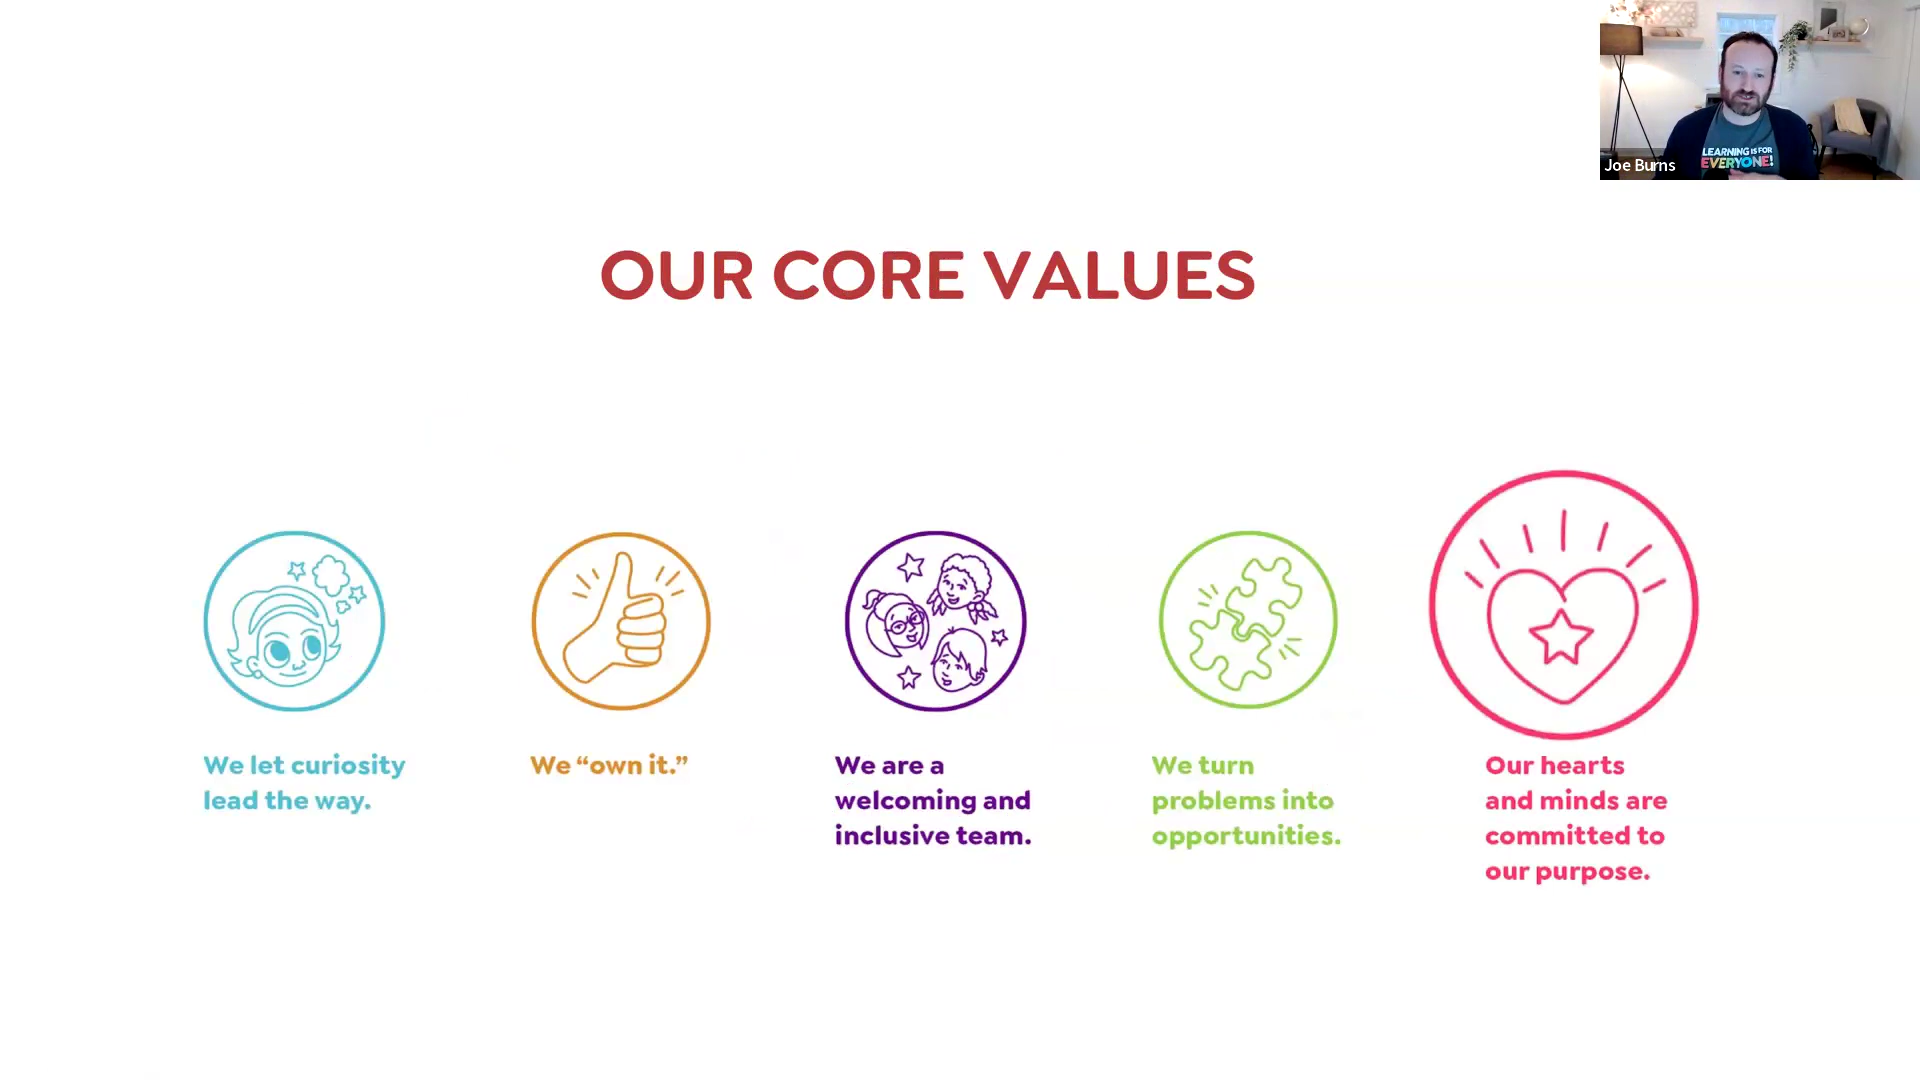 LEARNING IS FOR
EVERYONE!
Joe Burns
OUR CORE VALUES
We let curiosity
lead the way.
We “own it.”
We are a
welcoming and
inclusive team.
We turn
problems into
opportunities.
Our hearts
and minds are
committed to
our purpose.